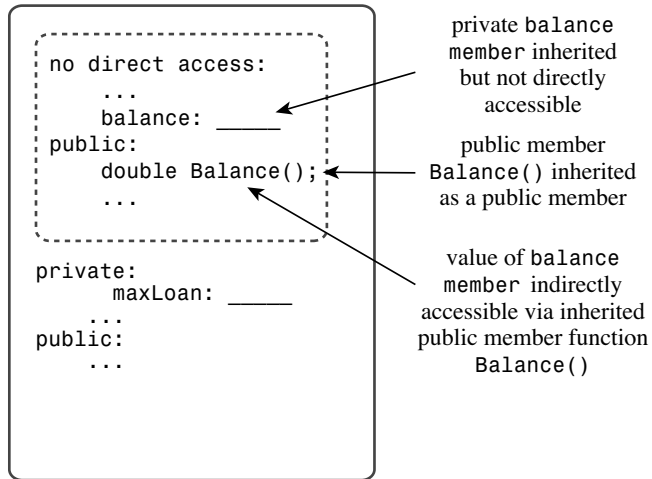 no direct access:
...
balance: _____
public:
double Balance();
...
private:
maxLoan: _____
...
public:
...
private balance
member inherited
but not directly
accessible
public member
Balance() inherited
as a public member
value of balance
member indirectly
accessible via inherited
public member function
Balance()